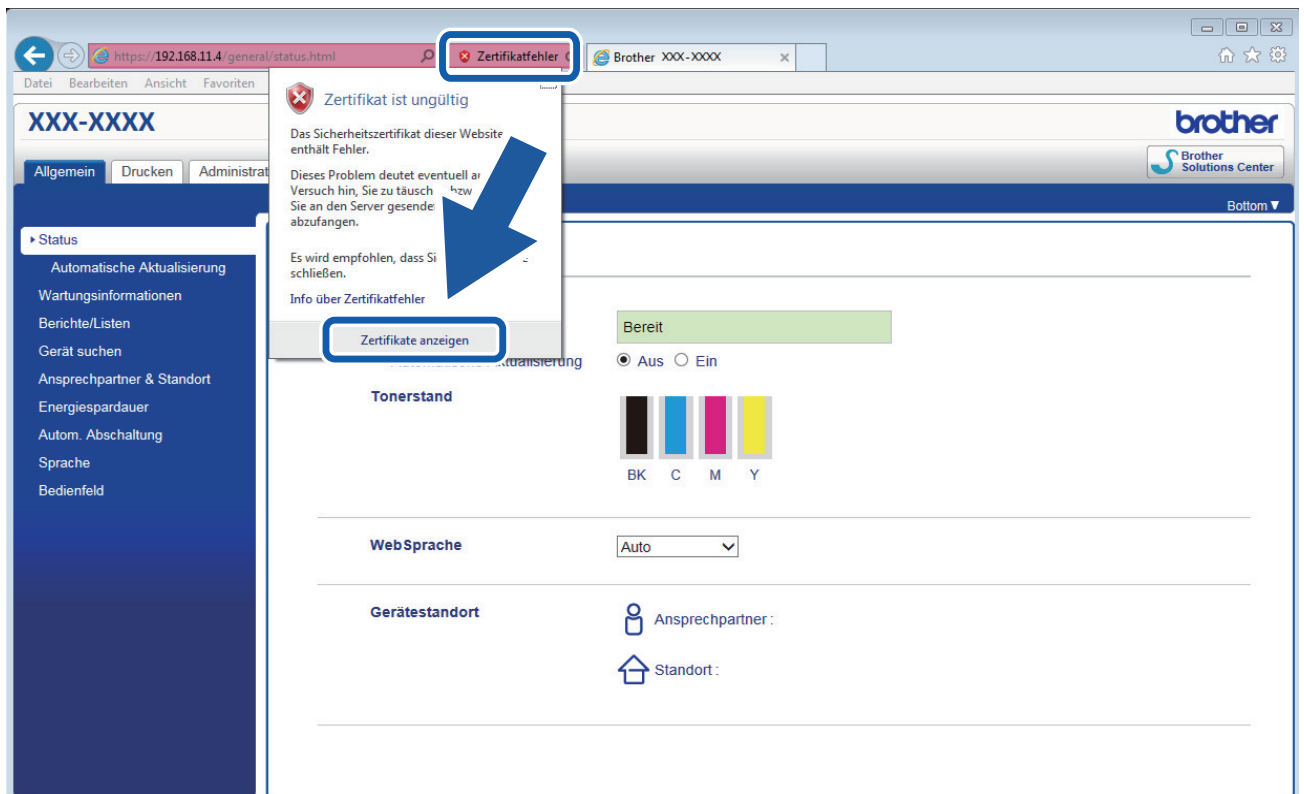 https://192.168.11.4/general/status.html
Zertifikatfehler
Brother XXX-XXXX
Datei Bearbeiten Ansicht Favoriten
Zertifikat ist ungültig
Das Sicherheitszertifikat dieser Website
enthält Fehler.
Dieses Problem deutet eventuell
Versuch hin, Sie zu
Sie an den Server
abzufangen.
Es wird empfohlen, dass
schließen.
Info über Zertifikatfehler
Zertifikate anzeigen
XXX-XXXX
brother
Allgemein
Drucken
Brother
Solutions Center
Bottom▼
Status
Automatische Aktualisierung
Wartungsinformationen
Berichte/Listen
Gerät suchen
Ansprechpartner & Standort
Energiespardauer
Autom. Abschaltung
Sprache
Bedienfeld
Bereit
Aus Ein
Tonerstand
BK C M Y
WebSprache
Auto
Gerätestandort
Ansprechpartner :
Standort :